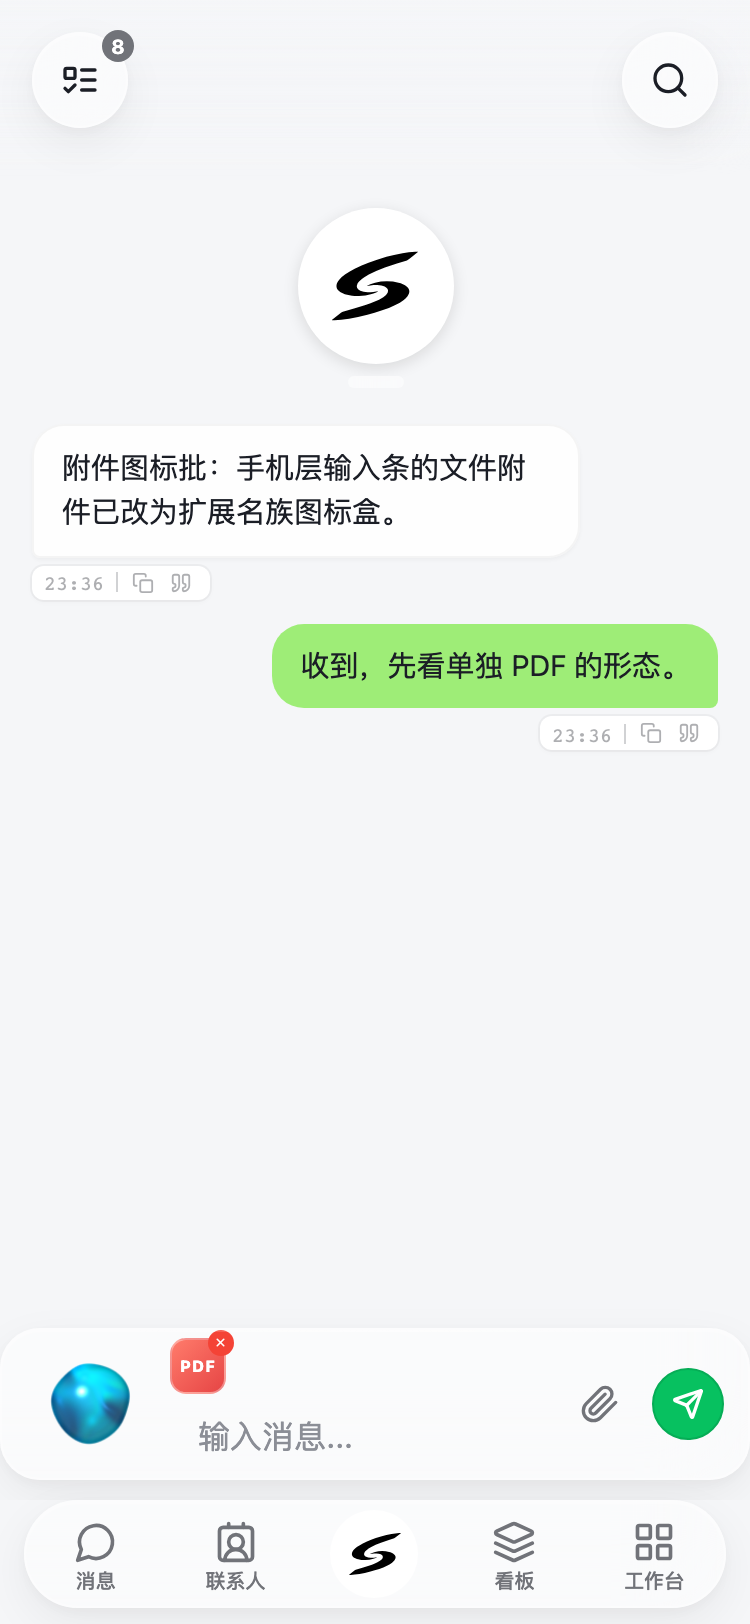 8
附件图标批：手机层输入条的文件附
件已改为扩展名族图标盒。
23:36
收到，先看单独 PDF 的形态。
23:36
PDF
输入消息...
消息
联系人
看板
工作台